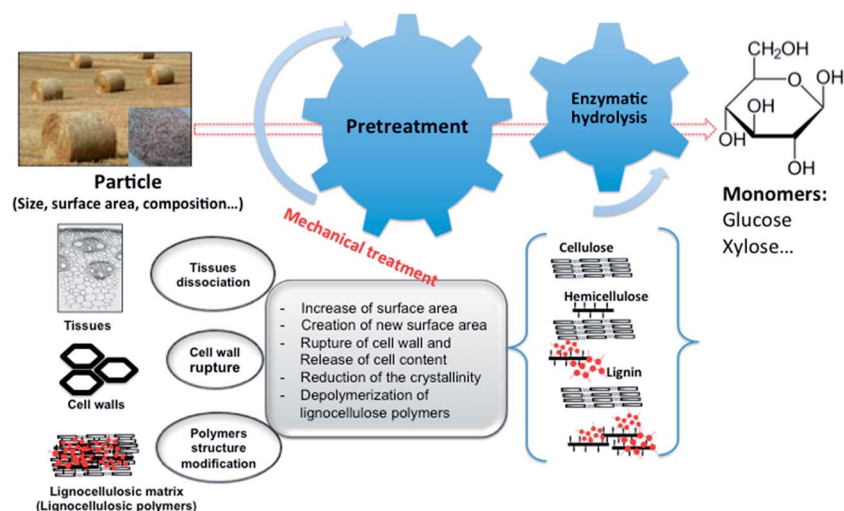 Particle
(Size, surface area, composition...)
Pretreatment
Enzymatic
hydrolysis
CH₂OH
O
OH
OH
OH
OH
Monomers:
Glucose
Xylose...
Mechanical treatment
Tissues
Tissues
dissociation
Cell walls
Cell wall
rupture
Lignocellulosic matrix
(Lignocellulosic polymers)
Polymers
structure
modification
- Increase of surface area
- Creation of new surface area
- Rupture of cell wall and
Release of cell content
- Reduction of the crystallinity
- Depolymerization of
lignocellulose polymers
Cellulose
Hemicellulose
Lignin